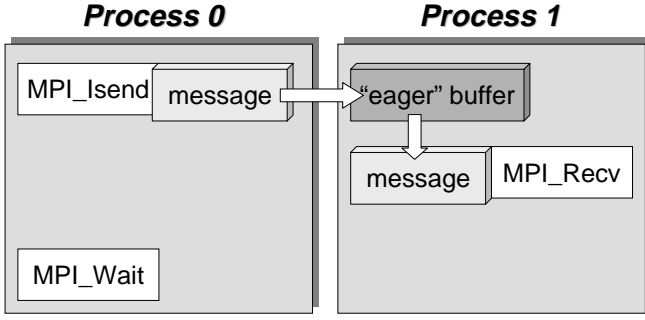 Process 0
Process 1
MPI_Isend
message
“eager” buffer
message
MPI_Recv
MPI_Wait